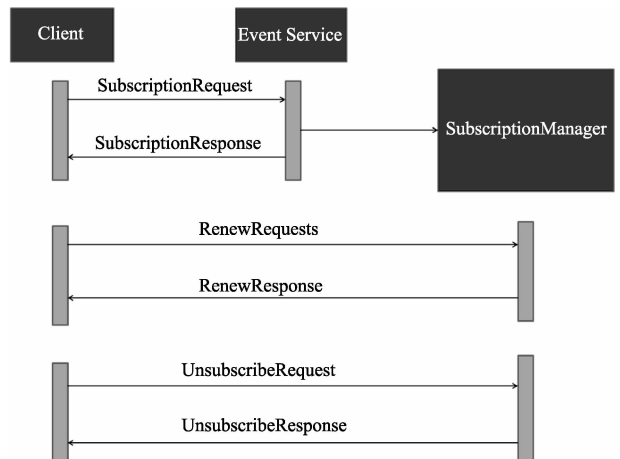 Client
Event Service
SubscriptionRequest
SubscriptionManager
SubscriptionResponse
RenewRequests
RenewResponse
UnsubscribeRequest
UnsubscribeResponse